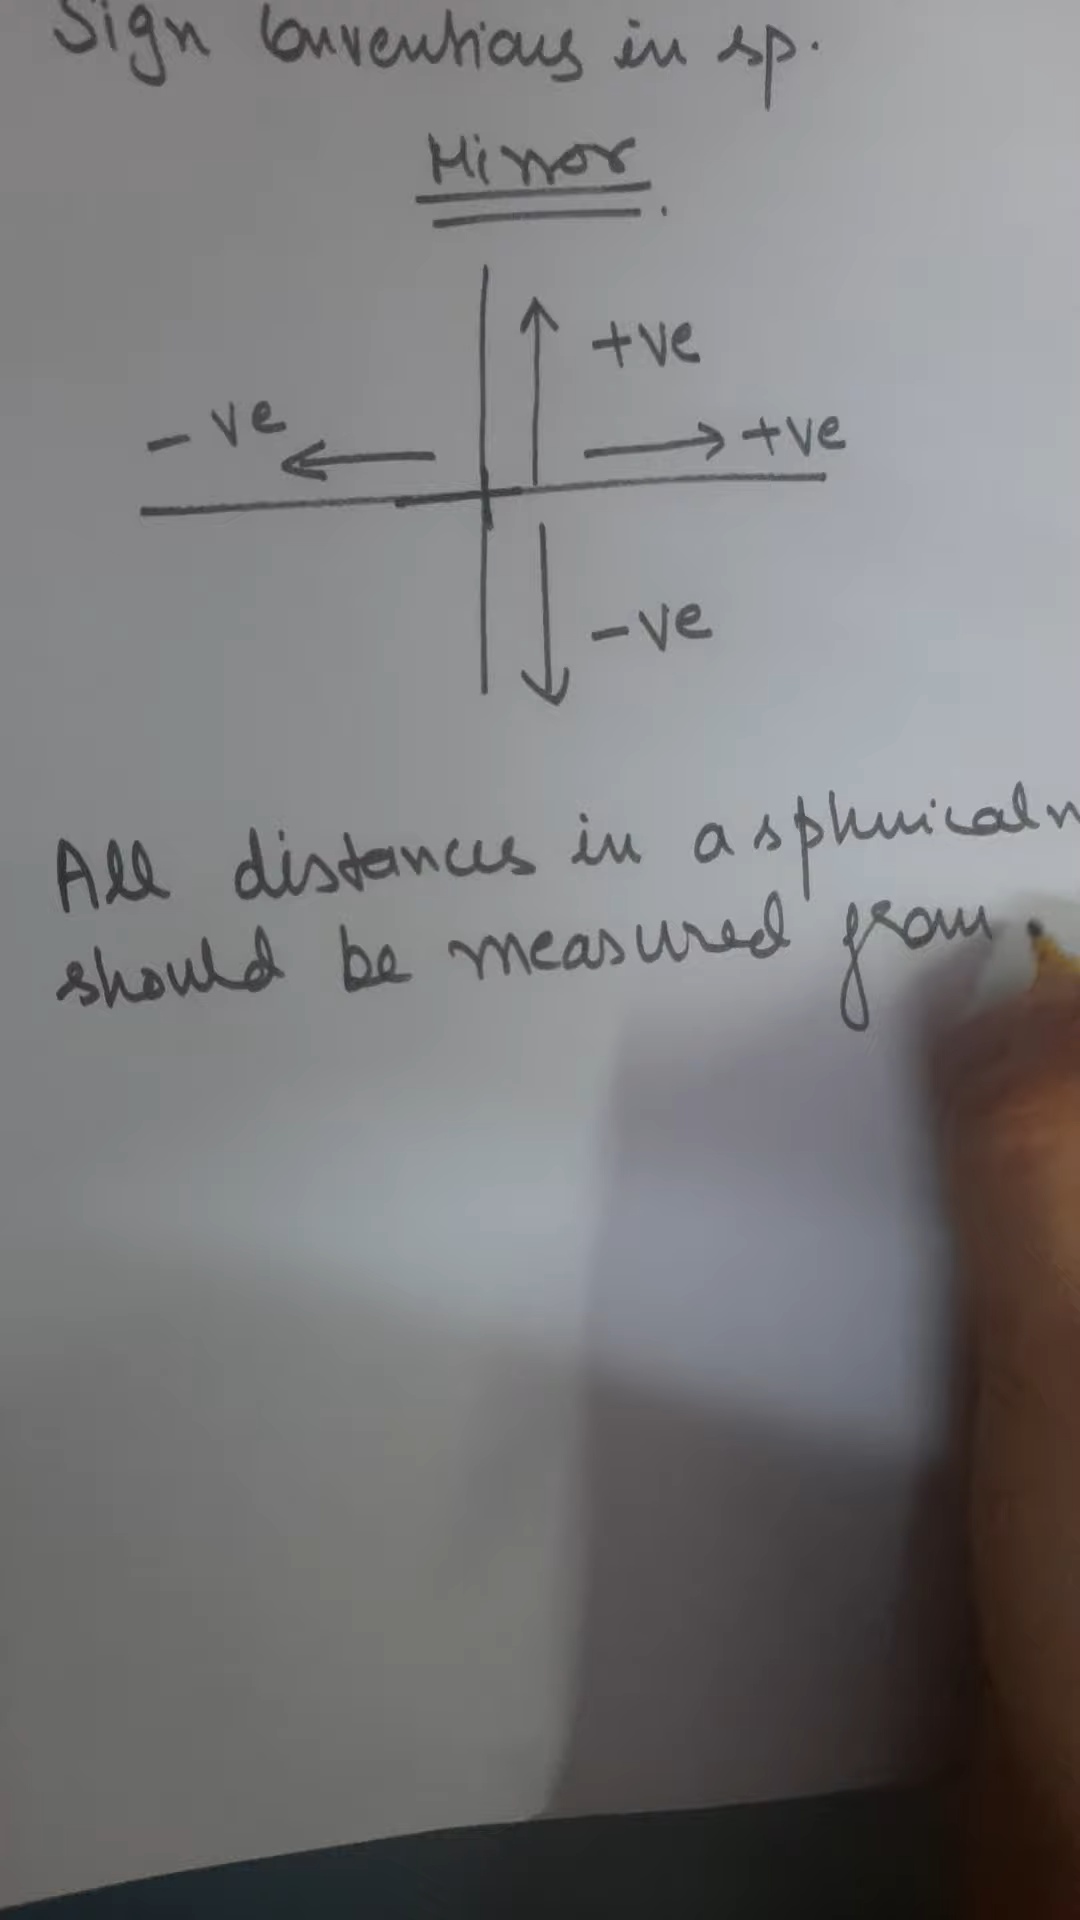 Sign Conventions in sp.
Mirror
+ve
-ve
+ve
-ve
All distances in a spherical
should be measured from